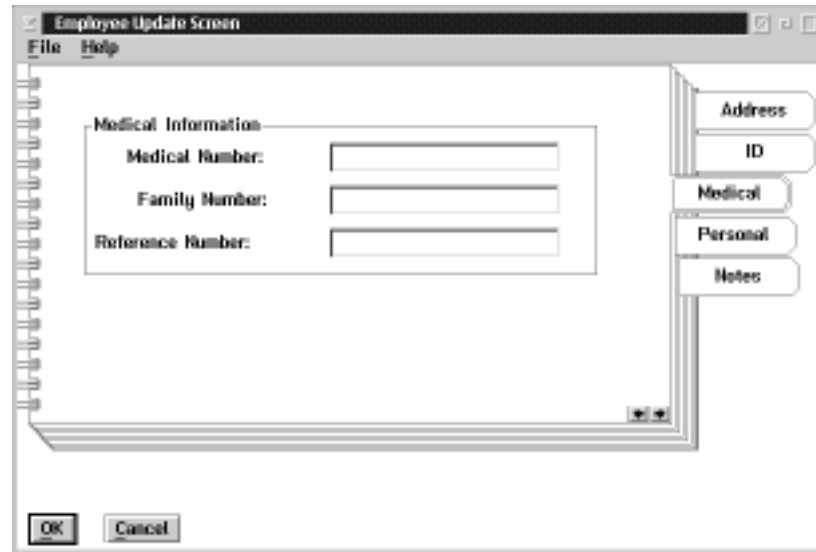 Employee Update Screen
File Help
Address
Medical Information
Medical Number:
ID
Medical
Family Number:
Personal
Reference Number:
Notes
OK Cancel